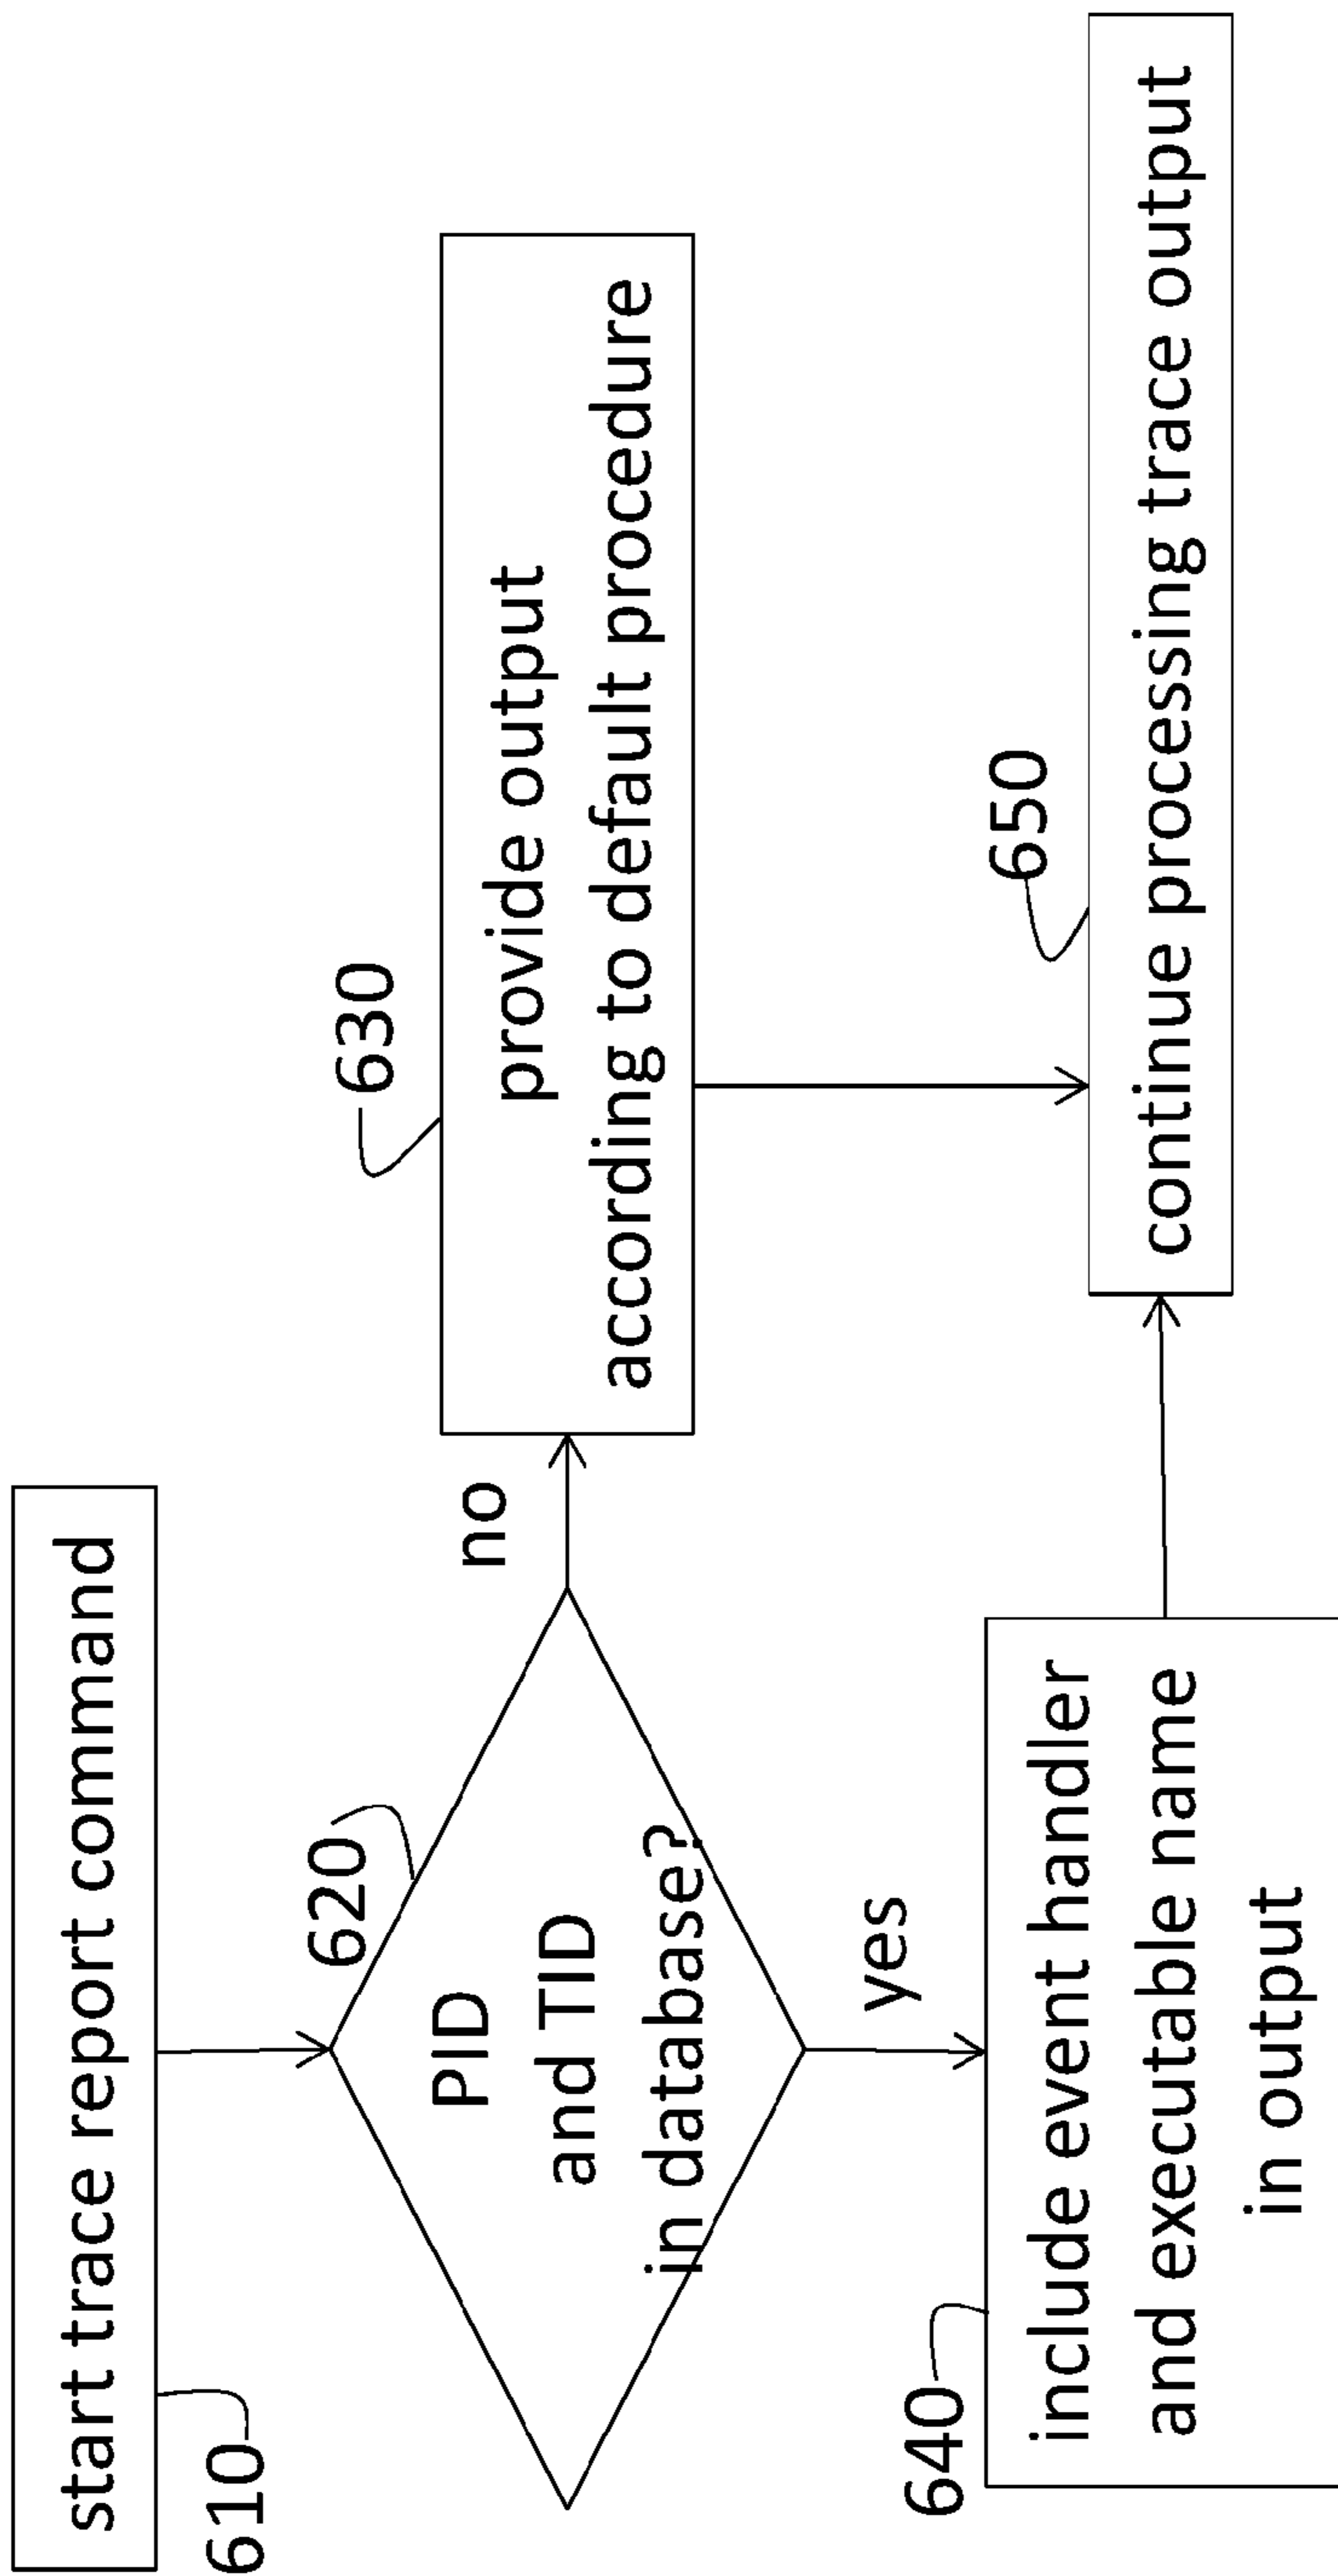 start trace report command
610
620
PID
and TID
in database?
no
630
provide output
according to default procedure
yes
640
include event handler
and executable name
in output
650
continue processing trace output